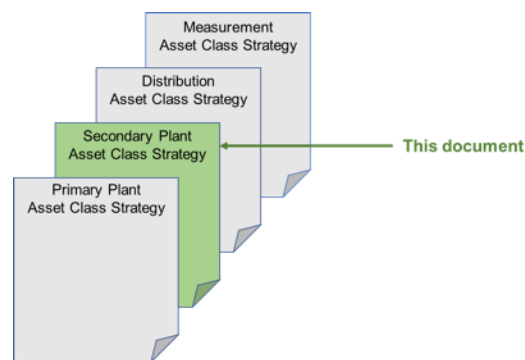 Measurement
Asset Class Strategy
Distribution
Asset Class Strategy
Secondary Plant
Asset Class Strategy
This document
Primary Plant
Asset Class Strategy